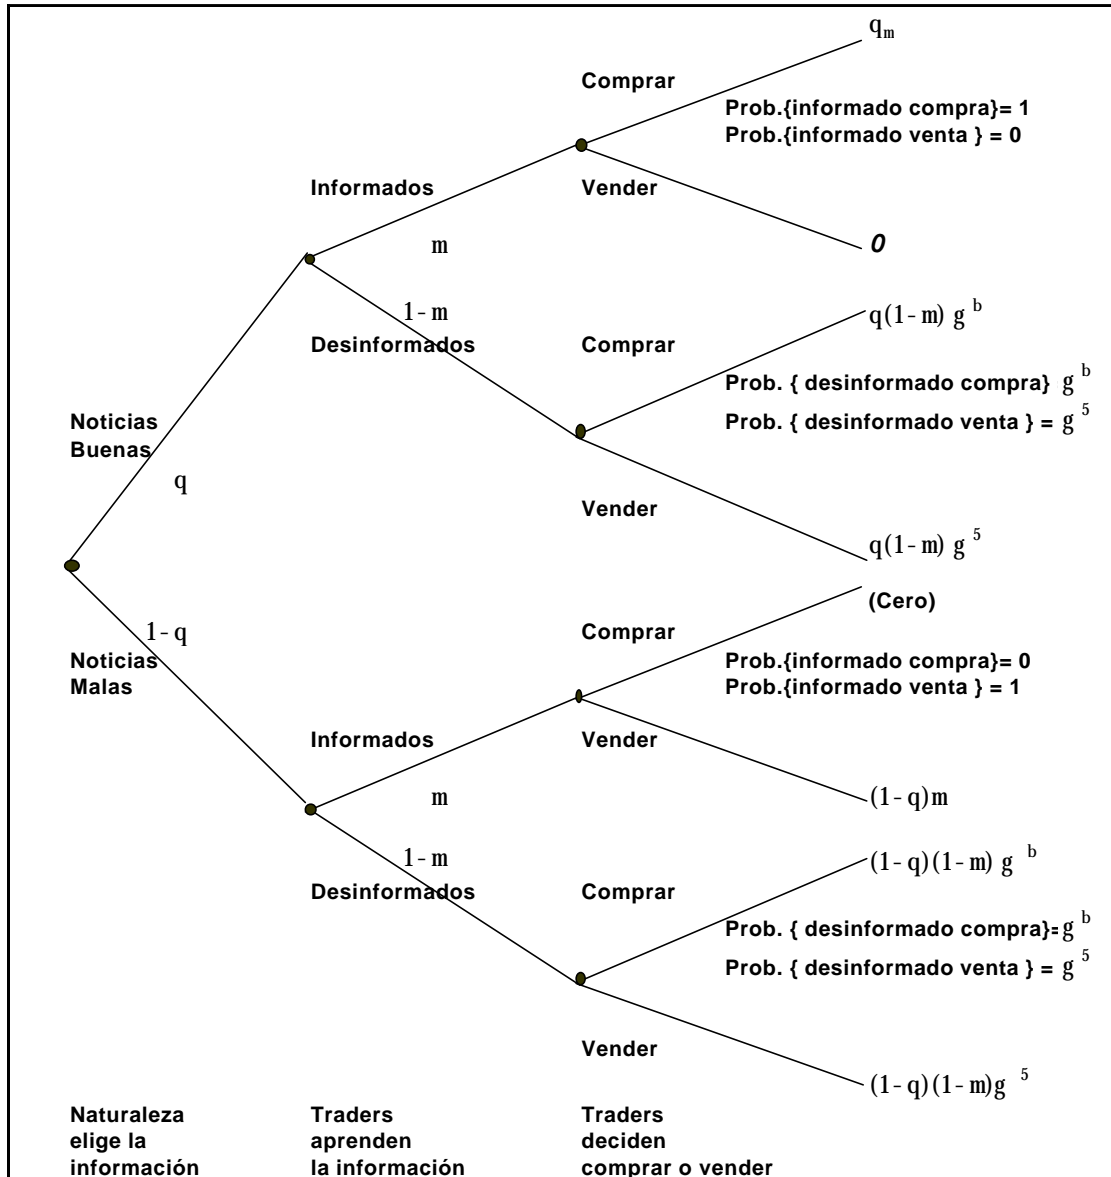 qm
Comprar
Prob.{informado compra}= 1
Prob.{informado venta } = 0
Informados
Vender
m
0
1-m
q(1-m) g b
Desinformados
Comprar
Prob. { desinformado compra} g b
Noticias
Buenas
Prob. { desinformado venta } = g 5
q
Vender
q(1-m) g 5
(Cero)
1-q
Comprar
Noticias
Malas
Prob.{informado compra}= 0
Prob.{informado venta } = 1
Informados
Vender
m
(1-q)m
1-m
(1-q)(1-m) g b
Desinformados
Comprar
Prob. { desinformado compra}= g b
Prob. { desinformado venta } = g 5
Vender
(1-q)(1-m)g 5
Naturaleza
elige la
información
Traders
aprenden
la información
Traders
deciden
comprar o vender